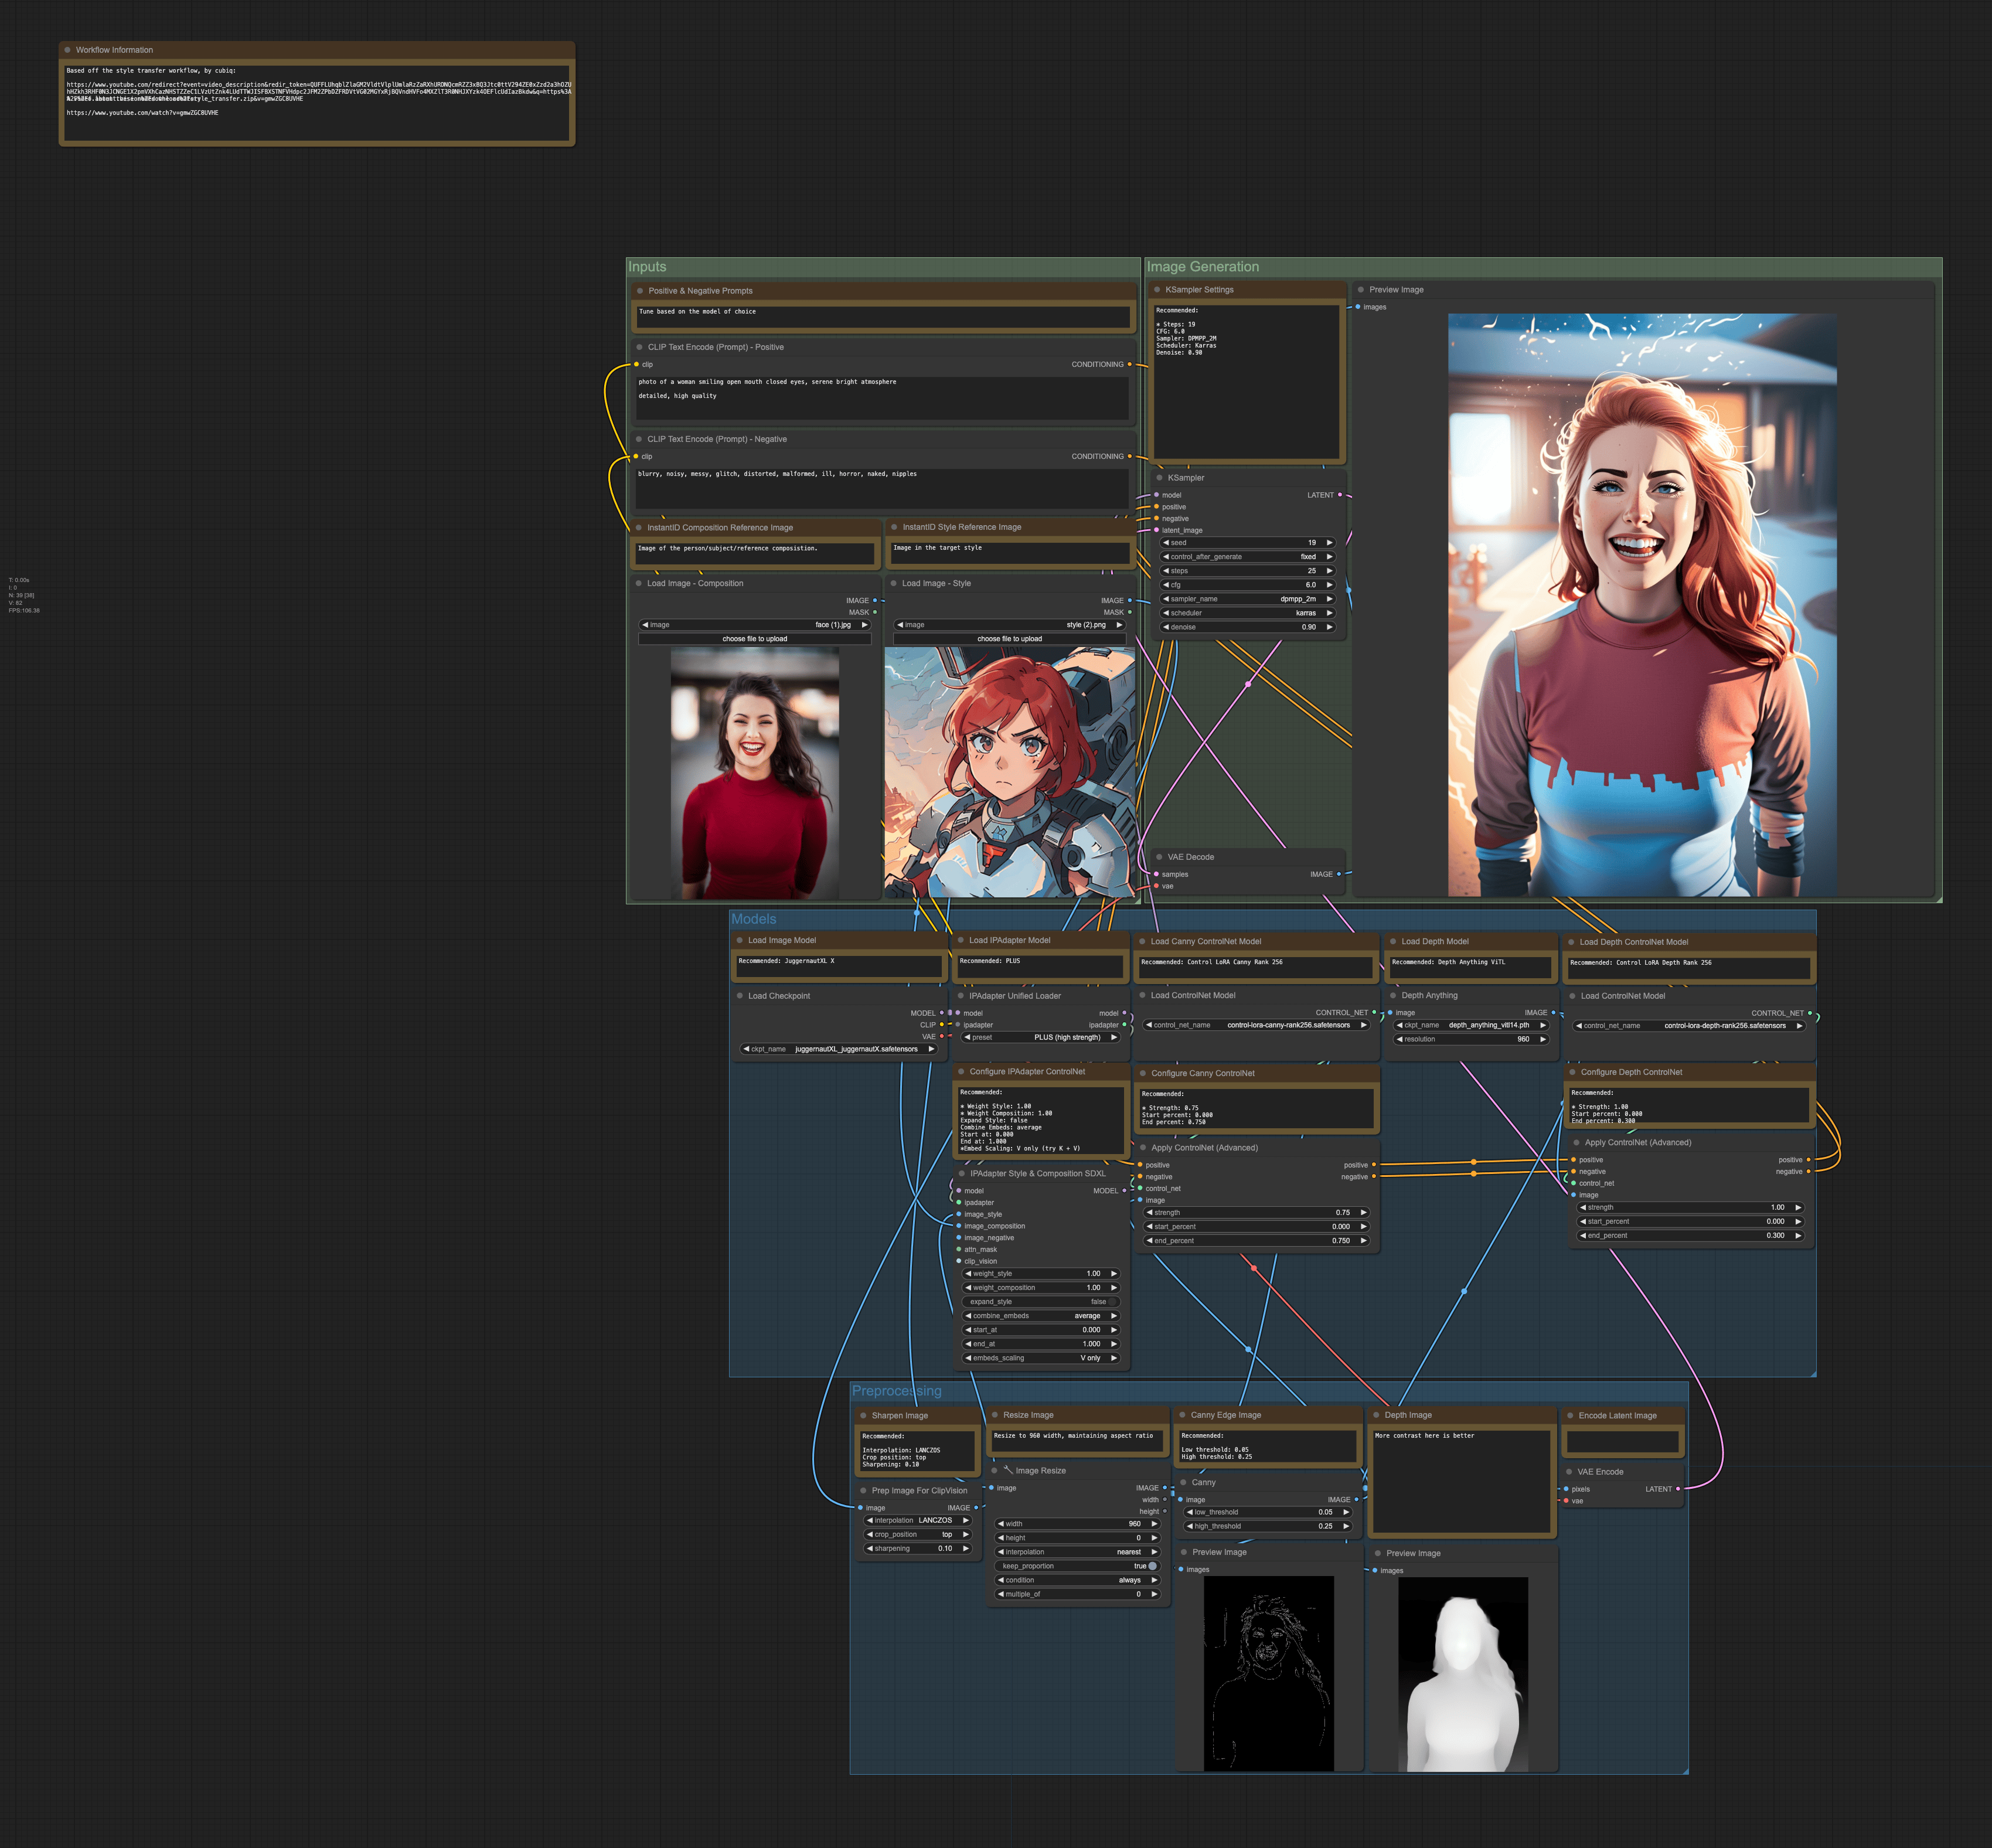 Workflow Information
Based off the style transfer workflow, by cubiq:
https://www.youtube.com/watch?v=gmwZGC8UVHE
T: 0.00s
I: 0
N: 39 [38]
V: 82
FPS:106.38
Inputs
Positive & Negative Prompts
Tune based on the model of choice
CLIP Text Encode (Prompt) - Positive
clip
CONDITIONING
photo of a woman smiling open mouth closed eyes, serene bright atmosphere
detailed, high quality
CLIP Text Encode (Prompt) - Negative
clip
CONDITIONING
blurry, noisy, messy, glitch, distorted, malformed, ill, horror, naked, nipples
InstantID Composition Reference Image
Image of the person/subject/reference composistion.
InstantID Style Reference Image
Image in the target style
Load Image - Composition
IMAGE
MASK
image face (1).jpg
choose file to upload
Load Image - Style
IMAGE
MASK
image style (2).png
choose file to upload
Image Generation
KSampler Settings
Recommended:
* Steps: 19
CFG: 6.0
Sampler: DPMPP_2M
Scheduler: Karras
Denoise: 0.90
KSampler
model LATENT
positive
negative
latent_image
seed 19
control_after_generate fixed
steps 25
cfg 6.0
sampler_name dpmpp_2m
scheduler karras
denoise 0.90
VAE Decode
samples IMAGE
vae
Preview Image
images
Models
Load Image Model
Recommended: JuggernautXL X
Load Checkpoint
MODEL
CLIP
VAE
ckpt_name juggernautXL_juggernautX.safetensors
Load IPAdapter Model
Recommended: PLUS
IPAdapter Unified Loader
model model
ipadapter ipadapter
preset PLUS (high strength)
Configure IPAdapter ControlNet
Recommended:
* Weight Style: 1.00
* Weight Composition: 1.00
Expand Style: false
Combine Embeds: average
Start at: 0.000
End at: 1.000
*Embed Scaling: V only (try K + V)
IPAdapter Style & Composition SDXL
model MODEL
ipadapter
image_style
image_composition
image_negative
attn_mask
clip_vision
weight_style 1.00
weight_composition 1.00
expand_style false
combine_embeds average
start_at 0.000
end_at 1.000
embeds_scaling V only
Load Canny ControlNet Model
Recommended: Control LoRA Canny Rank 256
Load ControlNet Model
CONTROL_NET
control_net_name control-lora-canny-rank256.safetensors
Configure Canny ControlNet
Recommended:
* Strength: 0.75
Start percent: 0.000
End percent: 0.750
Apply ControlNet (Advanced)
positive positive
negative negative
control_net
image
strength 0.75
start_percent 0.000
end_percent 0.750
Load Depth Model
Recommended: Depth Anything ViTL
Depth Anything
image IMAGE
ckpt_name depth_anything_vitl14.pth
resolution 960
Load Depth ControlNet Model
Recommended: Control LoRA Depth Rank 256
Load ControlNet Model
CONTROL_NET
control_net_name control-lora-depth-rank256.safetensors
Configure Depth ControlNet
Recommended:
* Strength: 1.00
Start percent: 0.000
End percent: 0.300
Apply ControlNet (Advanced)
positive positive
negative negative
control_net
image
strength 1.00
start_percent 0.000
end_percent 0.300
Preprocessing
Sharpen Image
Recommended:
Interpolation: LANCZOS
Crop position: top
Sharpening: 0.10
Prep Image For ClipVision
image IMAGE
interpolation LANCZOS
crop_position top
sharpening 0.10
Resize Image
Resize to 960 width, maintaining aspect ratio
Image Resize
image IMAGE
width
height
width 960
height 0
interpolation nearest
keep_proportion true
condition always
multiple_of 0
Canny Edge Image
Recommended:
Low threshold: 0.05
High threshold: 0.25
Canny
image IMAGE
low_threshold 0.05
high_threshold 0.25
Preview Image
images
Depth Image
More contrast here is better
Preview Image
images
Encode Latent Image
VAE Encode
pixels LATENT
vae